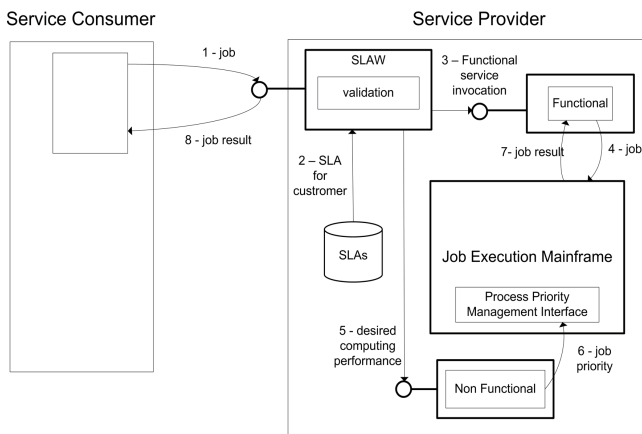 Service Consumer
Service Provider
1 - job
8 - job result
SLAW
validation
3 – Functional
service
invocation
Functional
7- job result
4 - job
2 – SLA
for
custromer
SLAs
Job Execution Mainframe
Process Priority
Management Interface
5 - desired
computing
performance
6 - job
priority
Non Functional